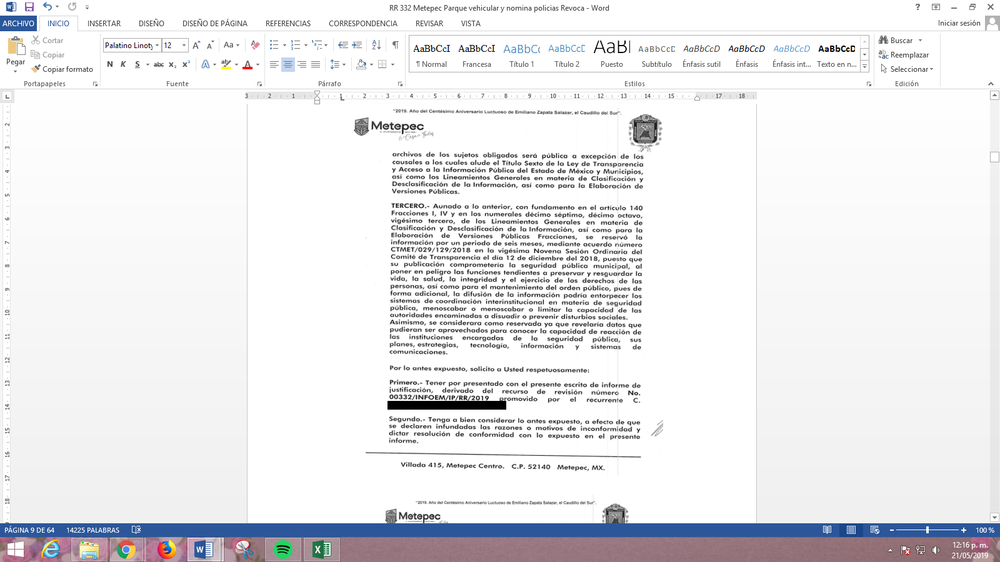 RR 332 Metepec Parque vehicular y nomina policias Revoca - Word
ARCHIVO INICIO INSERTAR DISEÑO DISEÑO DE PÁGINA REFERENCIAS CORRESPONDENCIA REVISAR VISTA Iniciar sesión
Pegar
Cortar
Copiar
Copiar formato
Palatino Linoty 12
N K S abc x₂ x²
AaBbCcI AaBbCcI AaBbCc AaBbCcD AaBl AaBbCcD AaBbCcD AaBbCcD AaBbCcD AaBbCcD
¶ Normal Francesa Título 1 Título 2 Puesto Subtítulo Énfasis sutil Énfasis Énfasis int... Texto en n...
Buscar
Reemplazar
Seleccionar
Portapapeles Fuente Párrafo Estilos Edición
3 2 1 1 2 3 4 5 6 7 8 9 10 11 12 13 14 15 17 18
"2019. Año del Centésimo Aniversario Luctuoso de Emiliano Zapata Salazar, el Caudillo del Sur".
Metepec
archivos de los sujetos obligados será pública a excepción de los
causales a los cuales alude el Título Sexto de la Ley de Transparencia
y Acceso a la Información Pública del Estado de México y Municipios,
así como los Lineamientos Generales en materia de Clasificación y
Desclasificación de la Información, así como para la Elaboración de
Versiones Públicas.
TERCERO.- Aunado a lo anterior, con fundamento en el artículo 140
Fracciones I, IV y en los numerales décimo séptimo, décimo octavo,
vigésimo tercero, de los Lineamientos Generales en materia de
Clasificación y Desclasificación de la Información, así como para la
Elaboración de Versiones Públicas Fracciones, se reservó la
información por un periodo de seis meses, mediante acuerdo número
CTMET/029/129/2018 en la vigésima Novena Sesión Ordinaria del
Comité de Transparencia el día 12 de diciembre del 2018, puesto que
su publicación comprometería la seguridad pública municipal, al
poner en peligro las funciones tendientes a preservar y resguardar la
vida, la salud, la integridad y el ejercicio de los derechos de las
personas, así como para el mantenimiento del orden público, pues de
forma adicional, la difusión de la información podría entorpecer los
sistemas de coordinación interinstitucional en materia de seguridad
pública, menoscabar o menoscabar o limitar la capacidad de las
autoridades encaminadas a disuadir o prevenir disturbios sociales.
Asimismo, se considerara como reservada ya que revelaría datos que
pudieran ser aprovechados para conocer la capacidad de reacción de
las instituciones encargadas de la seguridad pública, sus
planes, estrategias, tecnología, información y sistemas de
comunicaciones.
Por lo antes expuesto, solicito a Usted respetuosamente:
Primero.- Tener por presentado con el presente escrito de informe de
justificación, derivado del recurso de revisión número No.
00332/INFOEM/IP/RR/2019 promovido por el recurrente C.
Segundo.- Tenga a bien considerar lo antes expuesto, a efecto de que
se declaren infundadas las razones o motivos de inconformidad y
dictar resolución de conformidad con lo expuesto en el presente
informe.
Villada 415, Metepec Centro. C.P. 52140 Metepec, MX.
"2019. Año del Centésimo Aniversario Luctuoso de Emiliano Zapata Salazar, el Caudillo del Sur".
Metepec
PÁGINA 9 DE 64 14225 PALABRAS 100 %
12:16 p. m.
21/05/2019